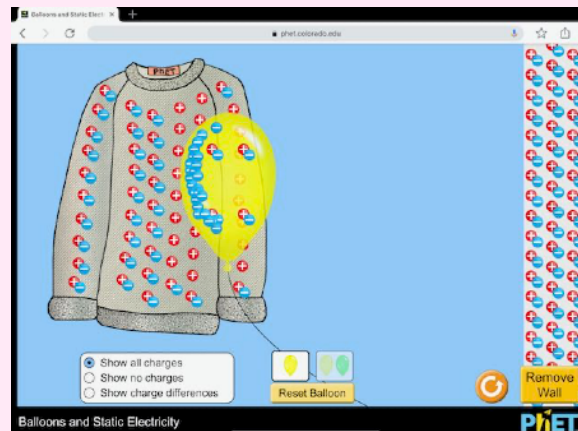 Balloons and Static Elect
phet.colorado.edu
PhET
Show all charges
Show no charges
Show charge differences
Reset Balloon
Remove
Wall
Balloons and Static Electricity
PhET